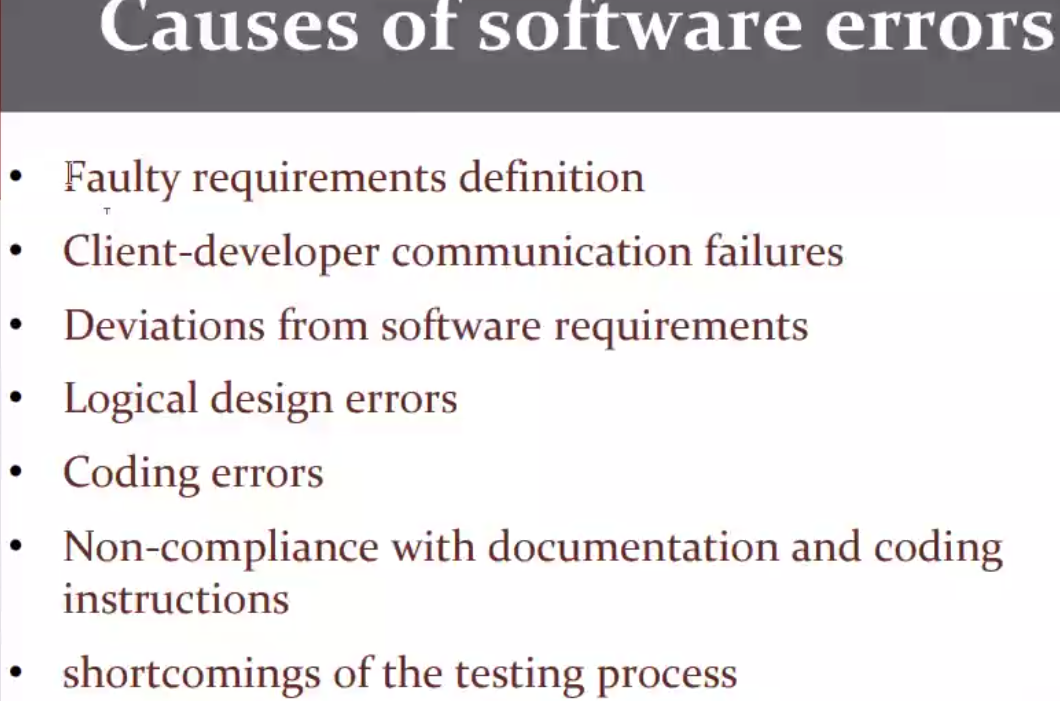 Causes of software errors
• Faulty requirements definition
• Client-developer communication failures
• Deviations from software requirements
• Logical design errors
• Coding errors
• Non-compliance with documentation and coding
instructions
• shortcomings of the testing process